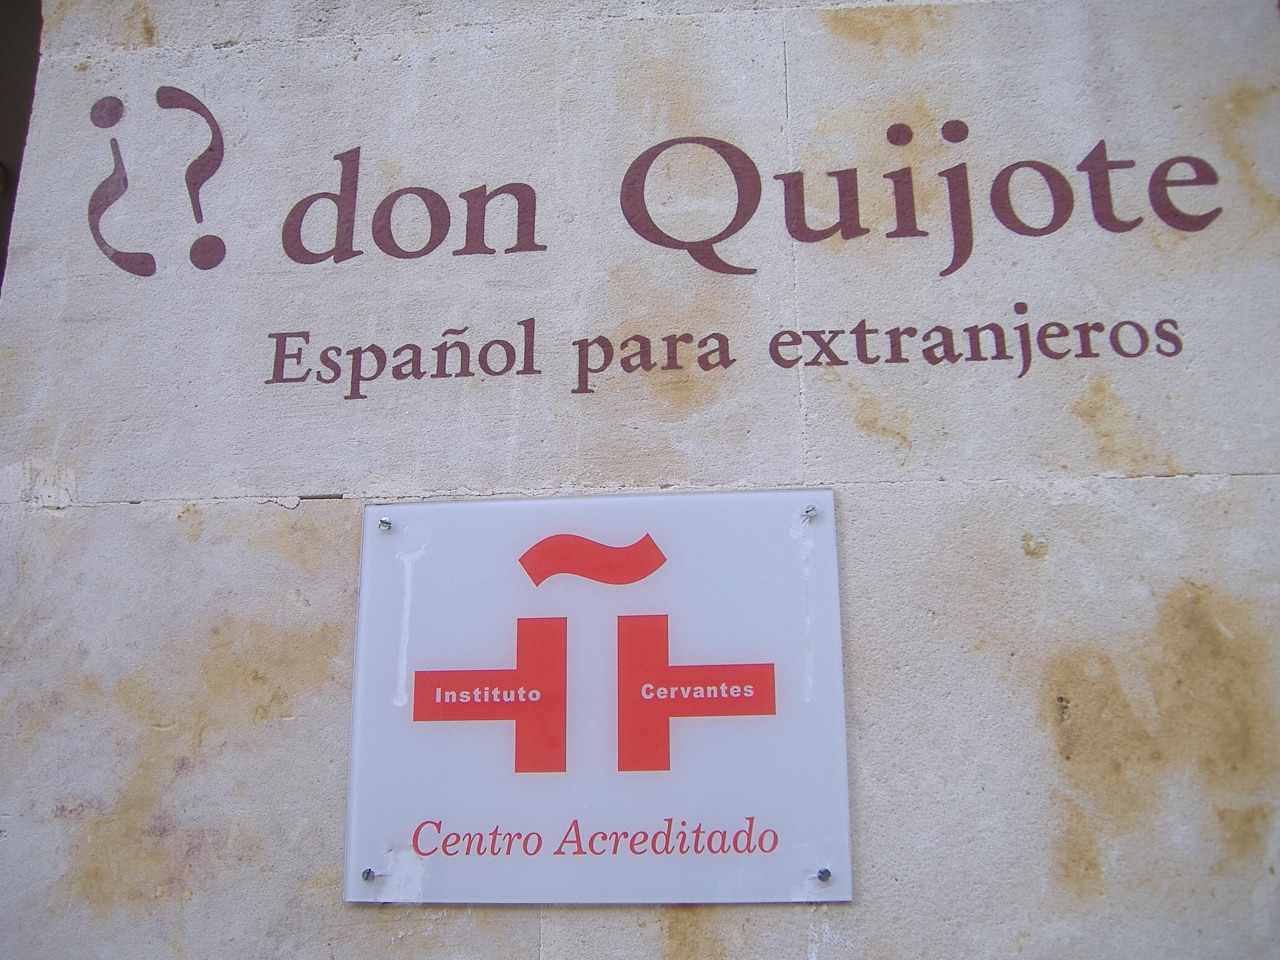 ¿? don Quijote
Español para extranjeros
Instituto Cervantes
Centro Acreditado